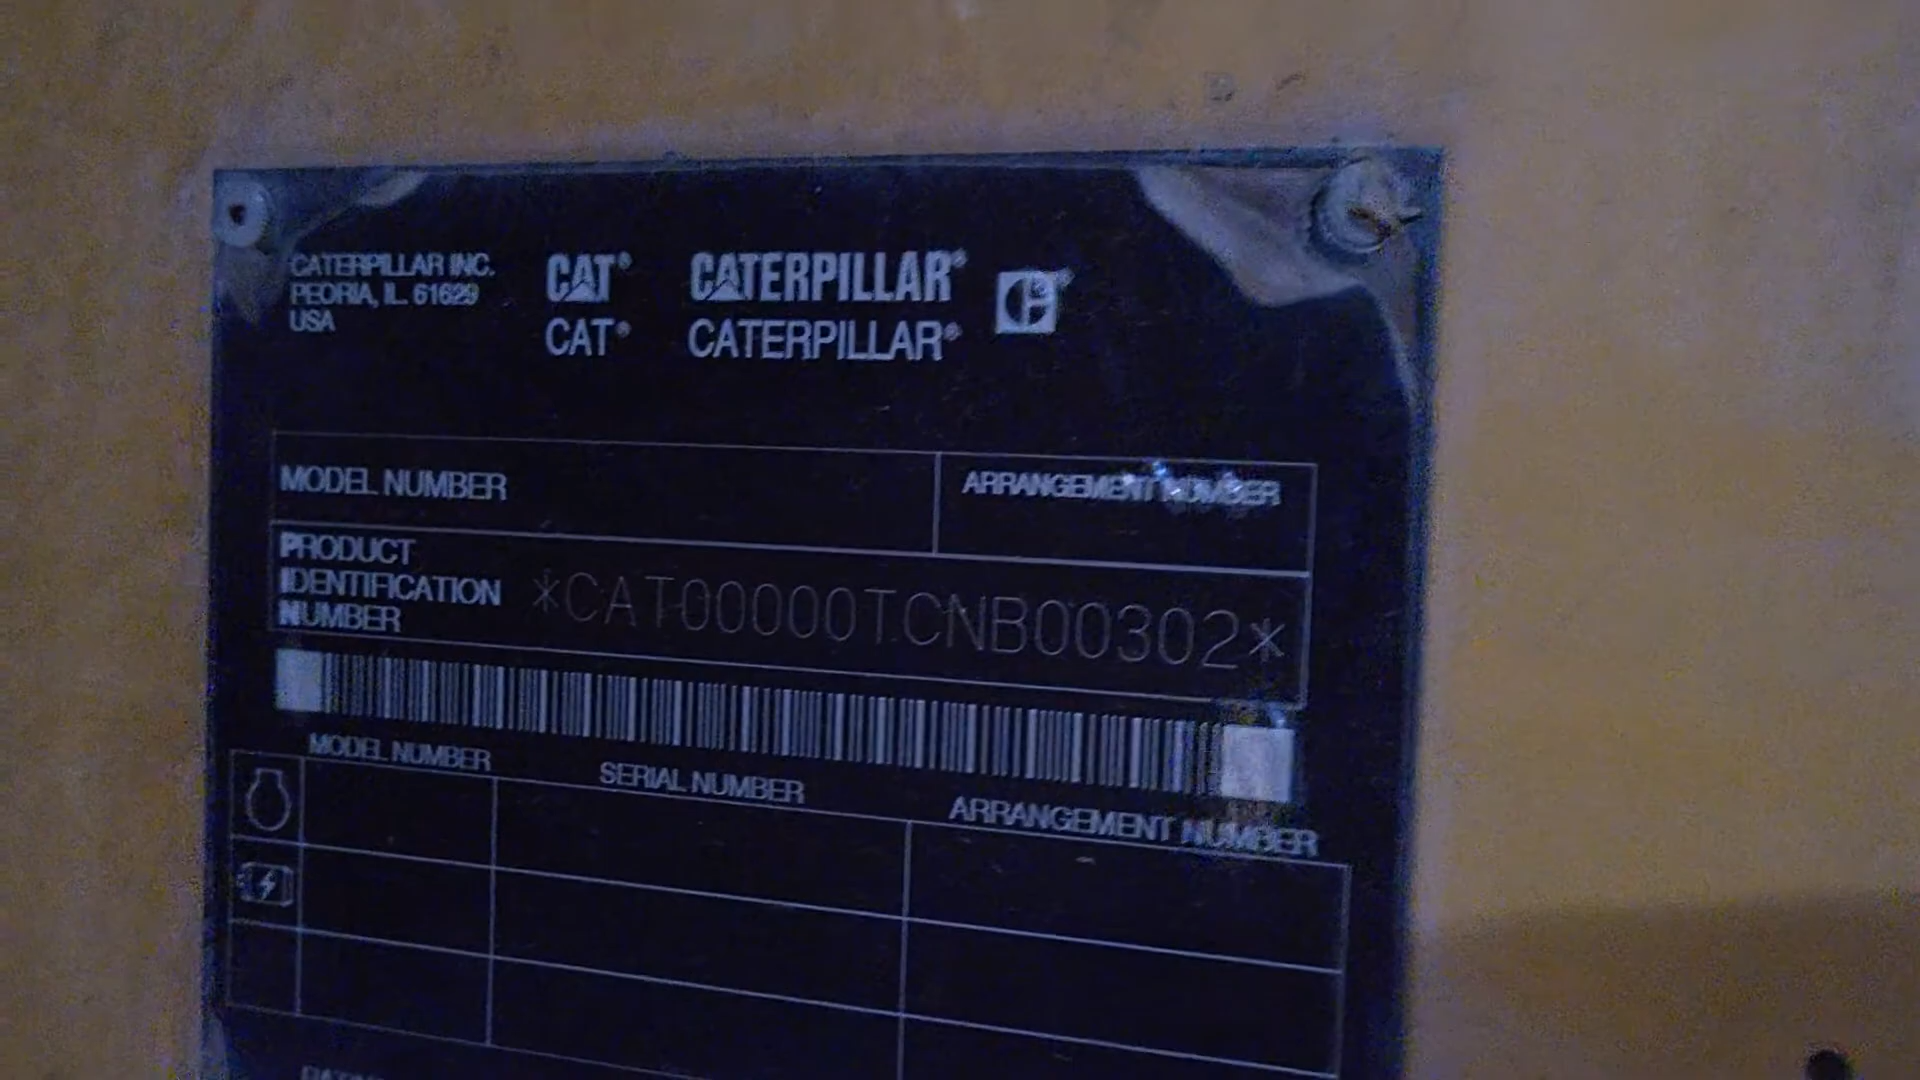 CATERPILLAR INC.
PEORIA, IL. 61629
USA
CAT® CATERPILLAR®
CAT® CATERPILLAR®
MODEL NUMBER
ARRANGEMENT NUMBER
PRODUCT
IDENTIFICATION
NUMBER
*CAT00000TCNB00302*
MODEL NUMBER
SERIAL NUMBER
ARRANGEMENT NUMBER